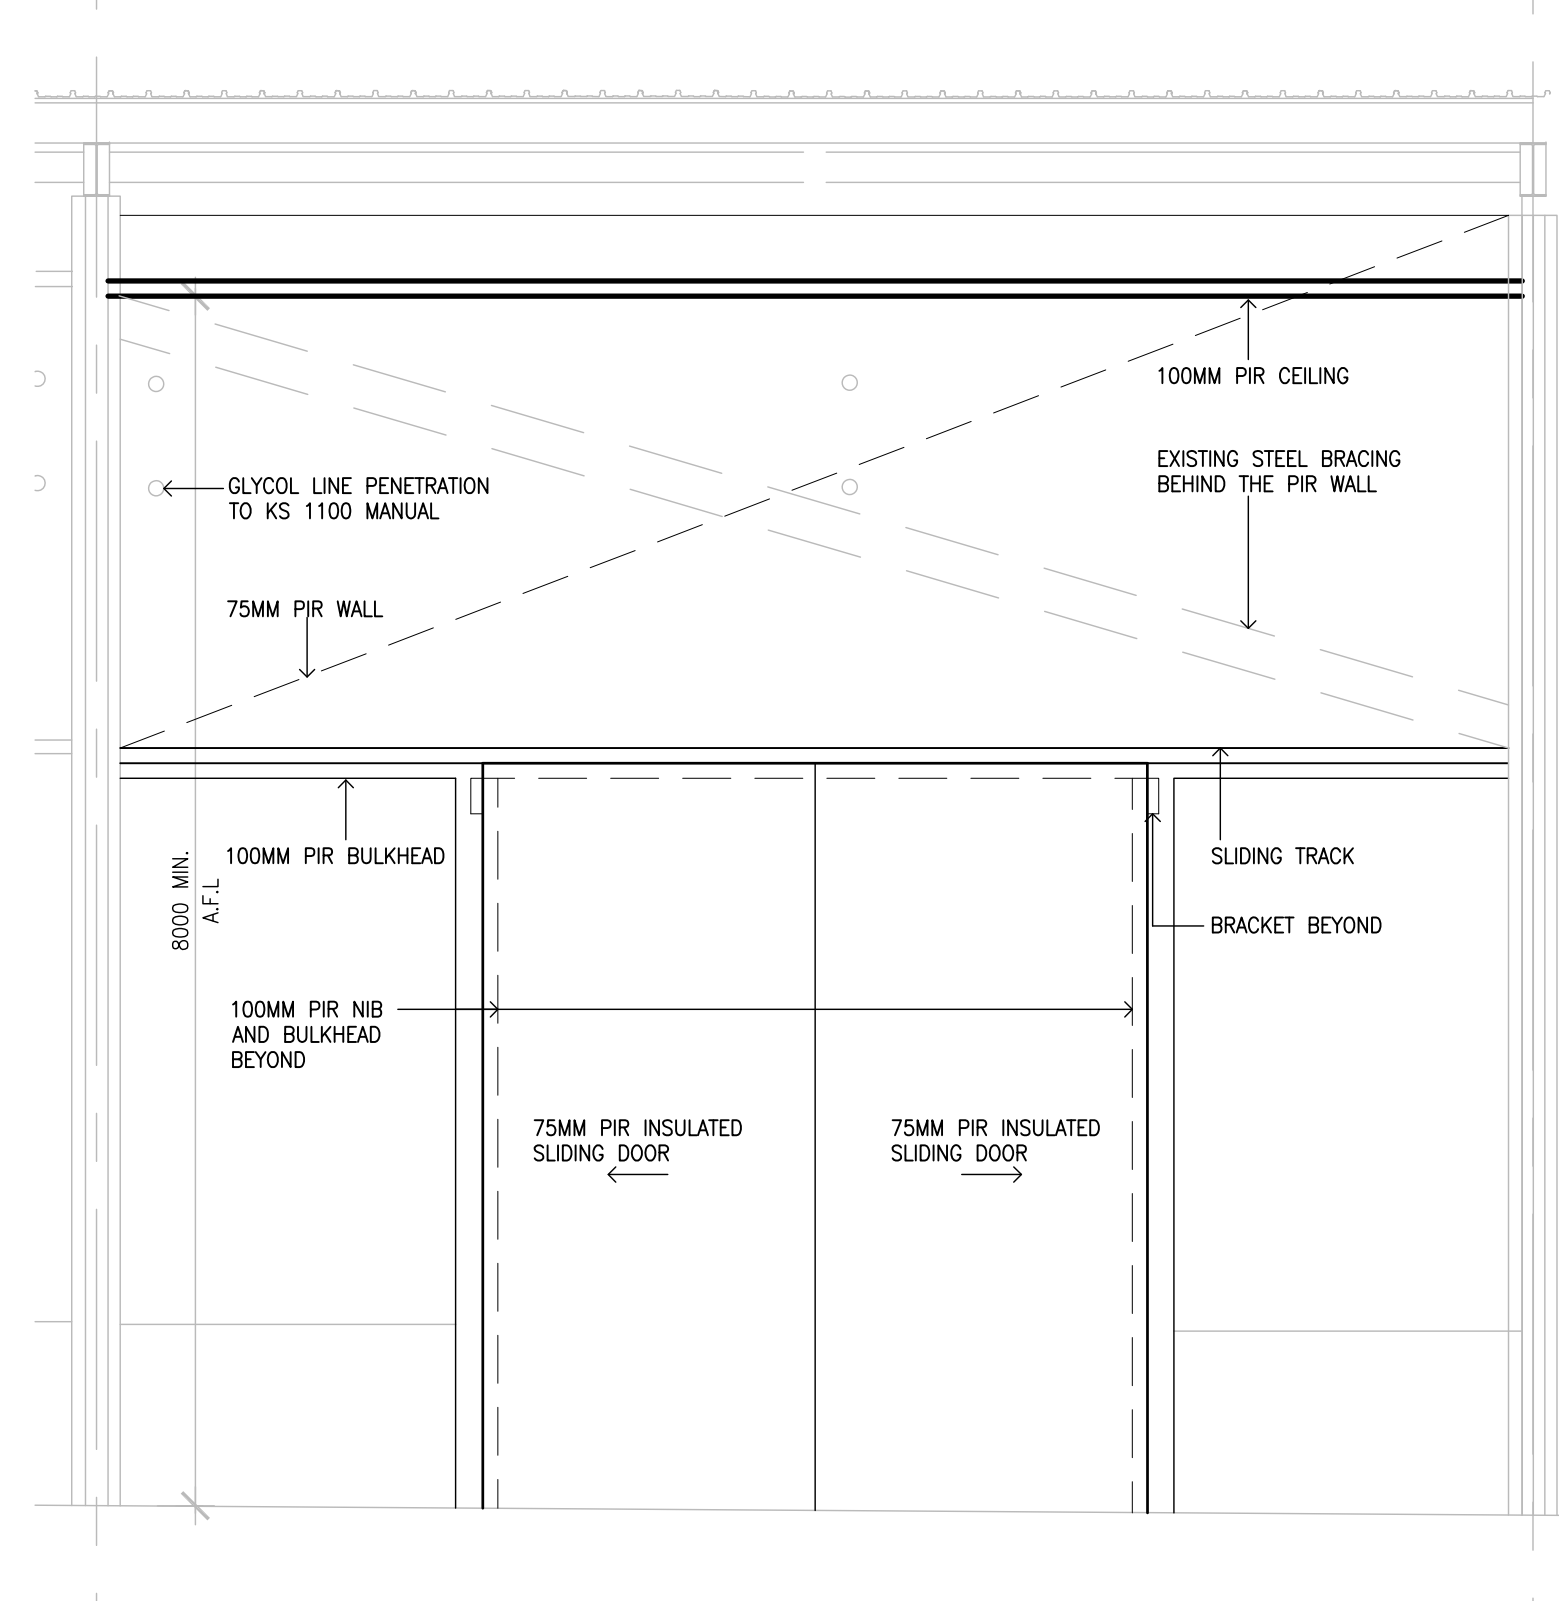 100MM PIR CEILING
EXISTING STEEL BRACING
BEHIND THE PIR WALL
GLYCOL LINE PENETRATION
TO KS 1100 MANUAL
75MM PIR WALL
100MM PIR BULKHEAD
SLIDING TRACK
8000 MIN.
A.F.L
BRACKET BEYOND
100MM PIR NIB
AND BULKHEAD
BEYOND
75MM PIR INSULATED
SLIDING DOOR
75MM PIR INSULATED
SLIDING DOOR